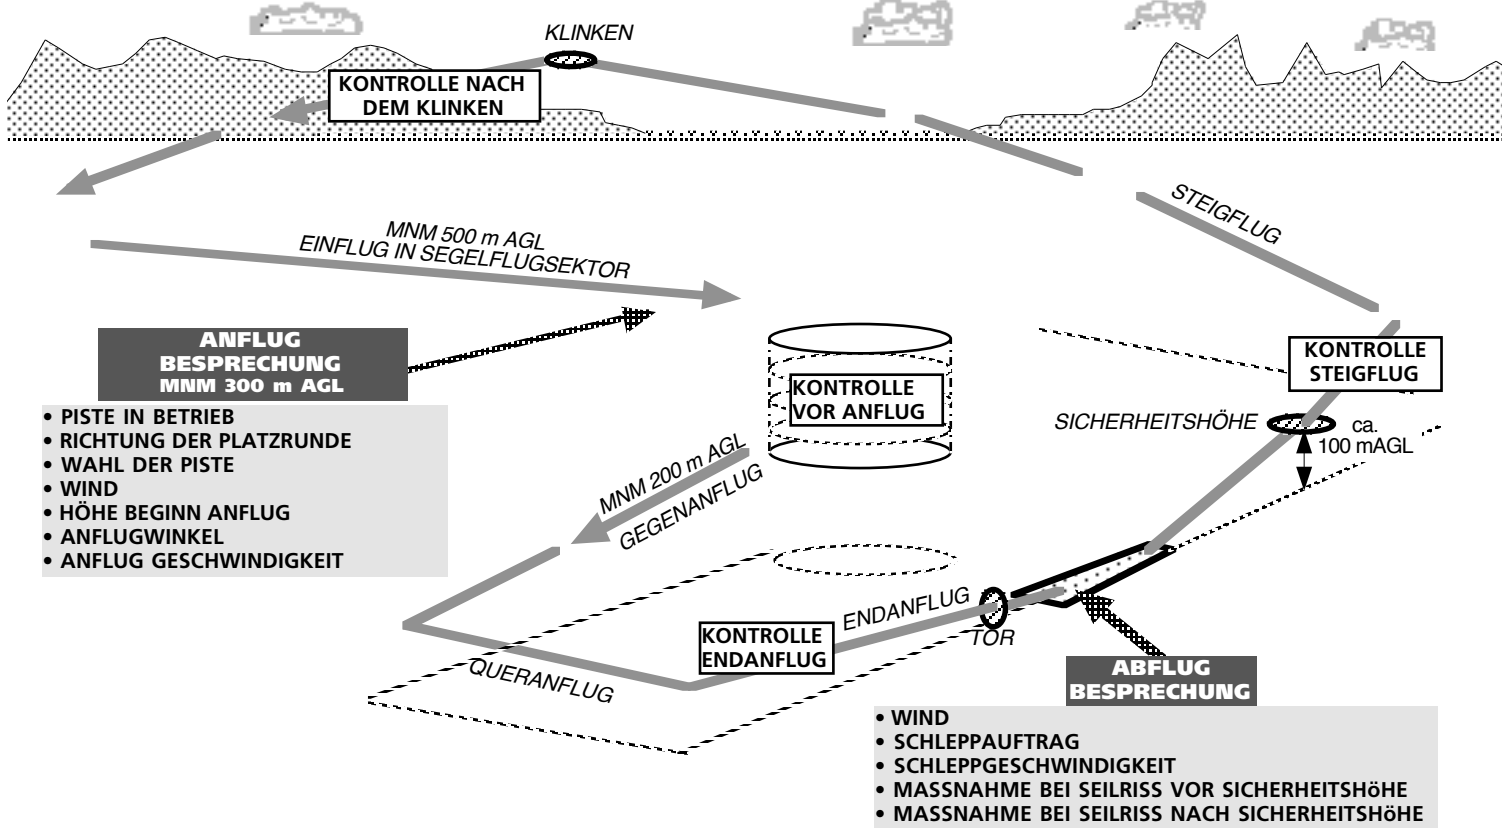 KLINKEN
KONTROLLE NACH
DEM KLINKEN
STEIGFLUG
MNM 500 m AGL
EINFLUG IN SEGELFLUGSEKTOR
ANFLUG
BESPRECHUNG
MNM 300 m AGL
• PISTE IN BETRIEB
• RICHTUNG DER PLATZRUNDE
• WAHL DER PISTE
• WIND
• HÖHE BEGINN ANFLUG
• ANFLUGWINKEL
• ANFLUG GESCHWINDIGKEIT
KONTROLLE
VOR ANFLUG
KONTROLLE
STEIGFLUG
SICHERHEITSHÖHE
ca.
100 mAGL
MNM 200 m AGL
GEGENANFLUG
QUERANFLUG
KONTROLLE
ENDANFLUG
ENDANFLUG
TOR
ABFLUG
BESPRECHUNG
• WIND
• SCHLEPPAUFTRAG
• SCHLEPPGESCHWINDIGKEIT
• MASSNAHME BEI SEILRISS VOR SICHERHEITSHöHE
• MASSNAHME BEI SEILRISS NACH SICHERHEITSHöHE